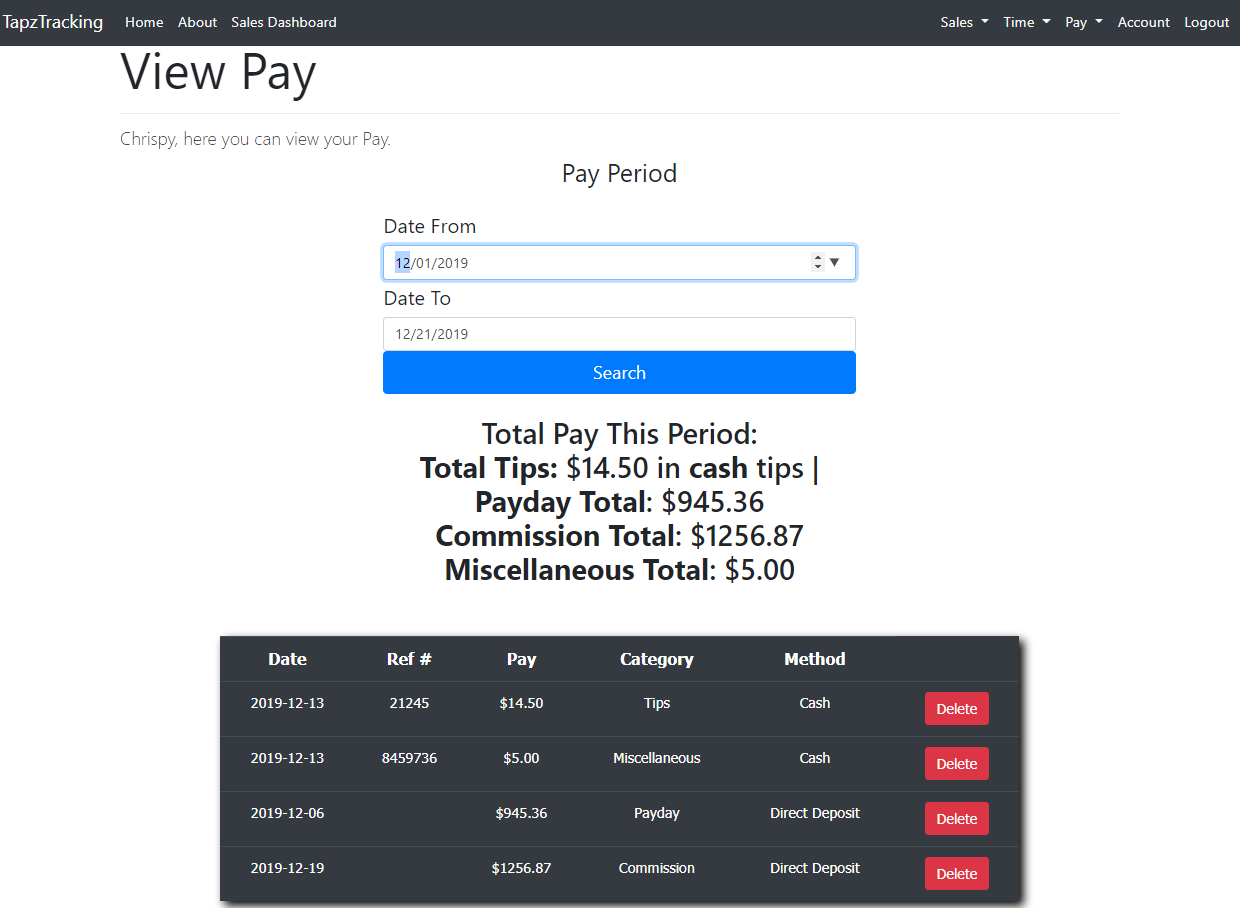 TapzTracking Home About Sales Dashboard Sales Time Pay Account Logout
View Pay
Chrispy, here you can view your Pay.
Pay Period
Date From
12/01/2019
Date To
12/21/2019
Search
Total Pay This Period:
Total Tips: $14.50 in cash tips |
Payday Total: $945.36
Commission Total: $1256.87
Miscellaneous Total: $5.00
Date Ref # Pay Category Method
2019-12-13 21245 $14.50 Tips Cash Delete
2019-12-13 8459736 $5.00 Miscellaneous Cash Delete
2019-12-06 $945.36 Payday Direct Deposit Delete
2019-12-19 $1256.87 Commission Direct Deposit Delete